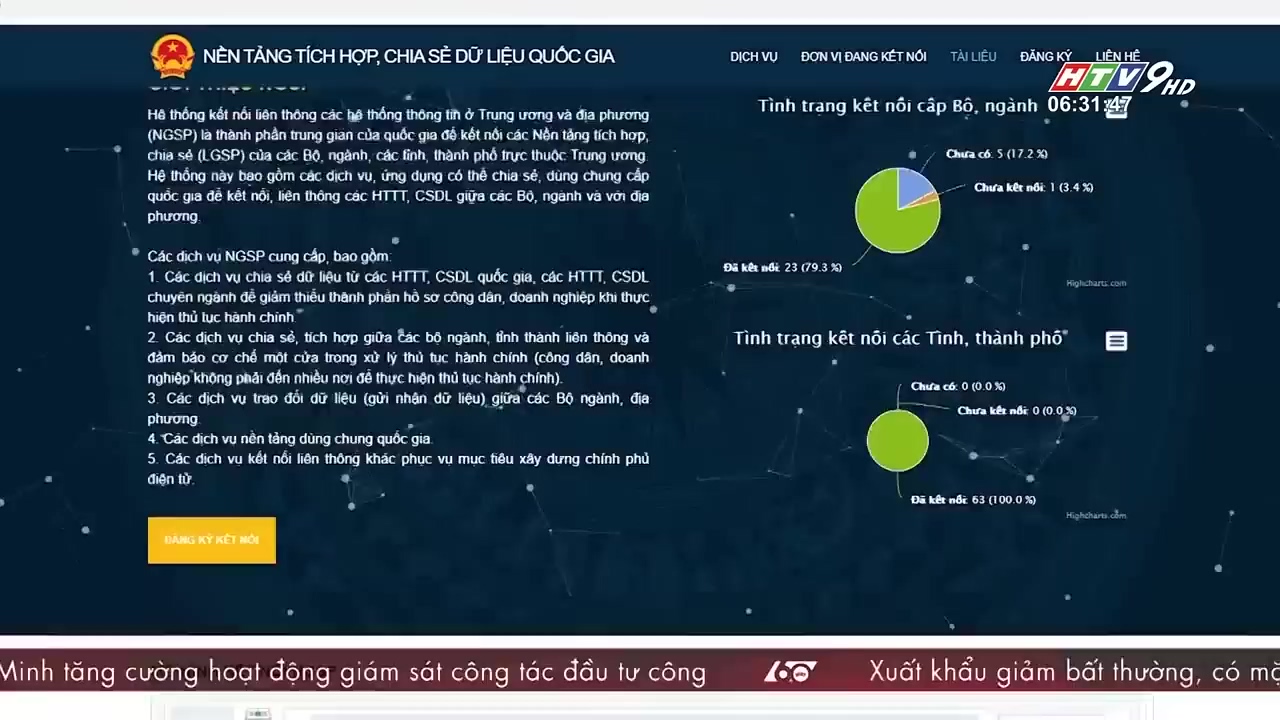 NỀN TẢNG TÍCH HỢP, CHIA SẺ DỮ LIỆU QUỐC GIA
DỊCH VỤ ĐƠN VỊ ĐANG KẾT NỐI TÀI LIỆU ĐĂNG KÝ LIÊN HỆ
HTV9 HD
06:31:47
Hệ thống kết nối liên thông các hệ thống thông tin ở Trung ương và địa phương
(NGSP) là thành phần trung gian của quốc gia để kết nối các Nền tảng tích hợp,
chia sẻ (LGSP) của các Bộ, ngành, các tỉnh, thành phố trực thuộc Trung ương.
Hệ thống này bao gồm các dịch vụ, ứng dụng có thể chia sẻ, dùng chung cấp
quốc gia để kết nối, liên thông các HTTT, CSDL giữa các Bộ, ngành và với địa
phương.
Các dịch vụ NGSP cung cấp, bao gồm:
1. Các dịch vụ chia sẻ dữ liệu từ các HTTT, CSDL quốc gia, các HTTT, CSDL
chuyên ngành để giảm thiểu thành phần hồ sơ công dân, doanh nghiệp khi thực
hiện thủ tục hành chính.
2. Các dịch vụ chia sẻ, tích hợp giữa các bộ ngành, tỉnh thành liên thông và
đảm bảo cơ chế một cửa trong xử lý thủ tục hành chính (công dân, doanh
nghiệp không phải đến nhiều nơi để thực hiện thủ tục hành chính).
3. Các dịch vụ trao đổi dữ liệu (gửi nhận dữ liệu) giữa các Bộ ngành, địa
phương.
4. Các dịch vụ nền tảng dùng chung quốc gia.
5. Các dịch vụ kết nối liên thông khác phục vụ mục tiêu xây dưng chính phủ
điện tử.
ĐĂNG KÝ KẾT NỐI
Tình trạng kết nối cấp Bộ, ngành
Chưa có: 5 (17.2 %)
Chưa kết nối: 1 (3.4 %)
Đã kết nối: 23 (79.3 %)
Highcharts.com
Tình trạng kết nối các Tỉnh, thành phố
Chưa có: 0 (0.0 %)
Chưa kết nối: 0 (0.0 %)
Đã kết nối: 63 (100.0 %)
Highcharts.com
Minh tăng cường hoạt động giám sát công tác đầu tư công 60 Xuất khẩu giảm bất thường, có